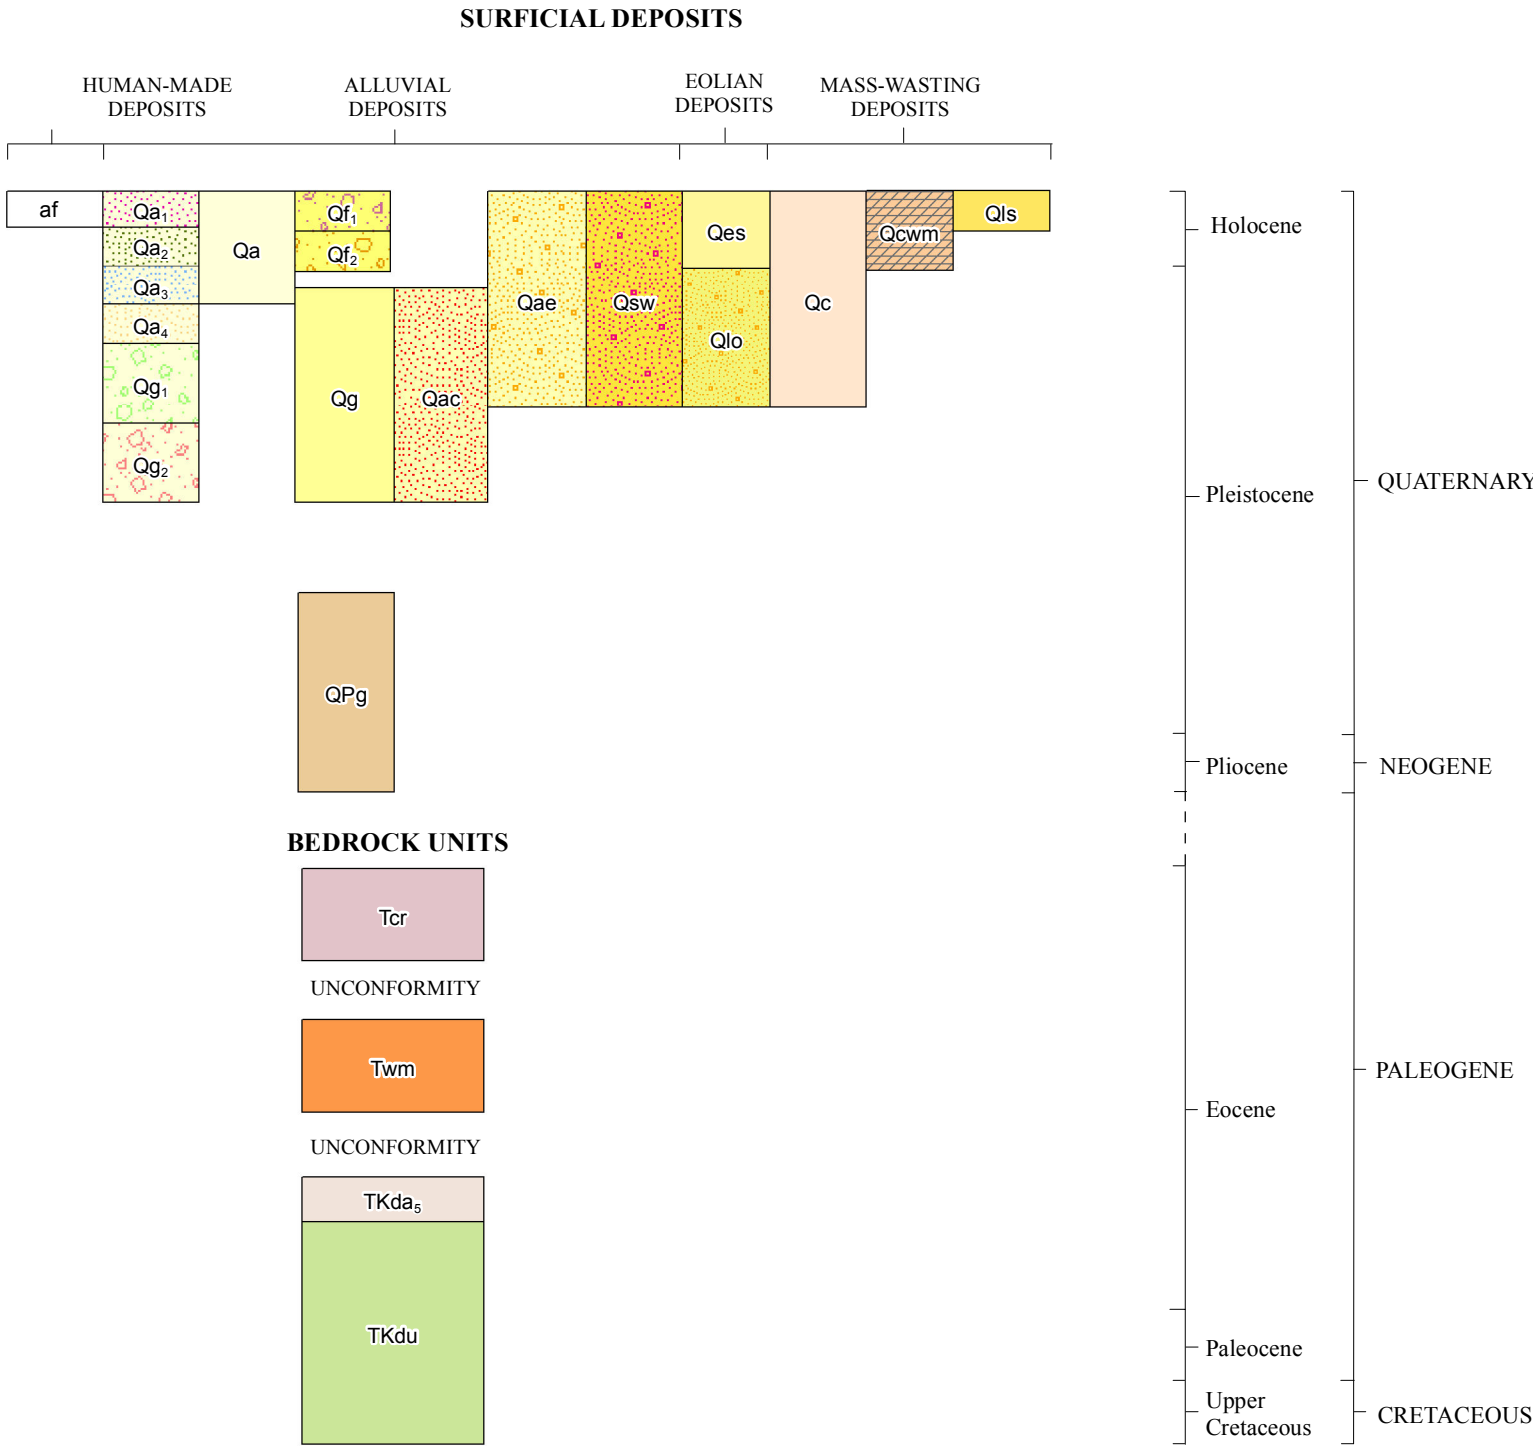 SURFICIAL DEPOSITS
HUMAN-MADE
DEPOSITS
ALLUVIAL
DEPOSITS
EOLIAN
DEPOSITS
MASS-WASTING
DEPOSITS
af
Qa1
Qa2
Qa3
Qa4
Qg1
Qg2
Qa
Qf1
Qf2
Qg
Qac
Qae
Qsw
Qes
Qlo
Qc
Qcwm
Qls
QPg
BEDROCK UNITS
Tcr
UNCONFORMITY
Twm
UNCONFORMITY
TKda5
TKdu
Holocene
Pleistocene
Pliocene
Eocene
Paleocene
Upper
Cretaceous
QUATERNARY
NEOGENE
PALEOGENE
CRETACEOUS